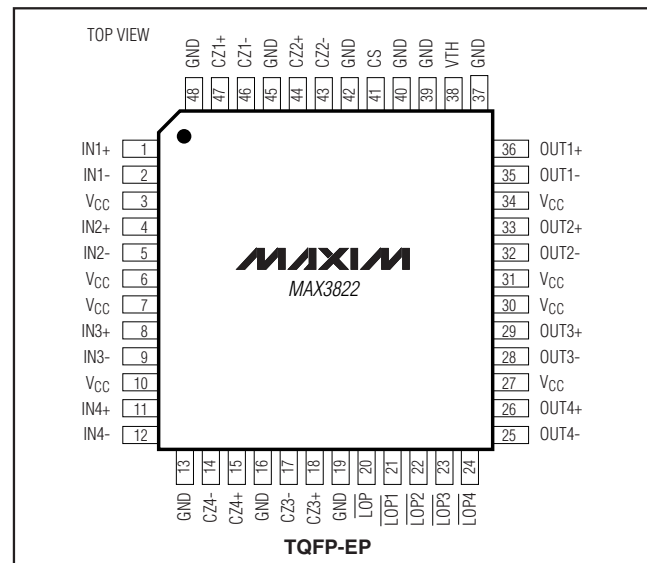 TOP VIEW
GND CZ1+ CZ1- GND CZ2+ CZ2- GND CS GND GND VTH GND
48 47 46 45 44 43 42 41 40 39 38 37
IN1+ 1 36 OUT1+
IN1- 2 35 OUT1-
VCC 3 34 VCC
IN2+ 4 33 OUT2+
IN2- 5 32 OUT2-
VCC 6 31 VCC
MAXIM
MAX3822
VCC 7 30 VCC
IN3+ 8 29 OUT3+
IN3- 9 28 OUT3-
VCC 10 27 VCC
IN4+ 11 26 OUT4+
IN4- 12 25 OUT4-
13 14 15 16 17 18 19 20 21 22 23 24
GND CZ4- CZ4+ GND CZ3- CZ3+ GND LOP LOP1 LOP2 LOP3 LOP4
TQFP-EP